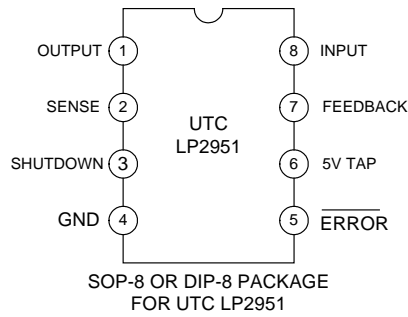 OUTPUT 1
8 INPUT
SENSE 2
7 FEEDBACK
UTC
LP2951
SHUTDOWN 3
6 5V TAP
GND 4
5 ERROR
SOP-8 OR DIP-8 PACKAGE
FOR UTC LP2951